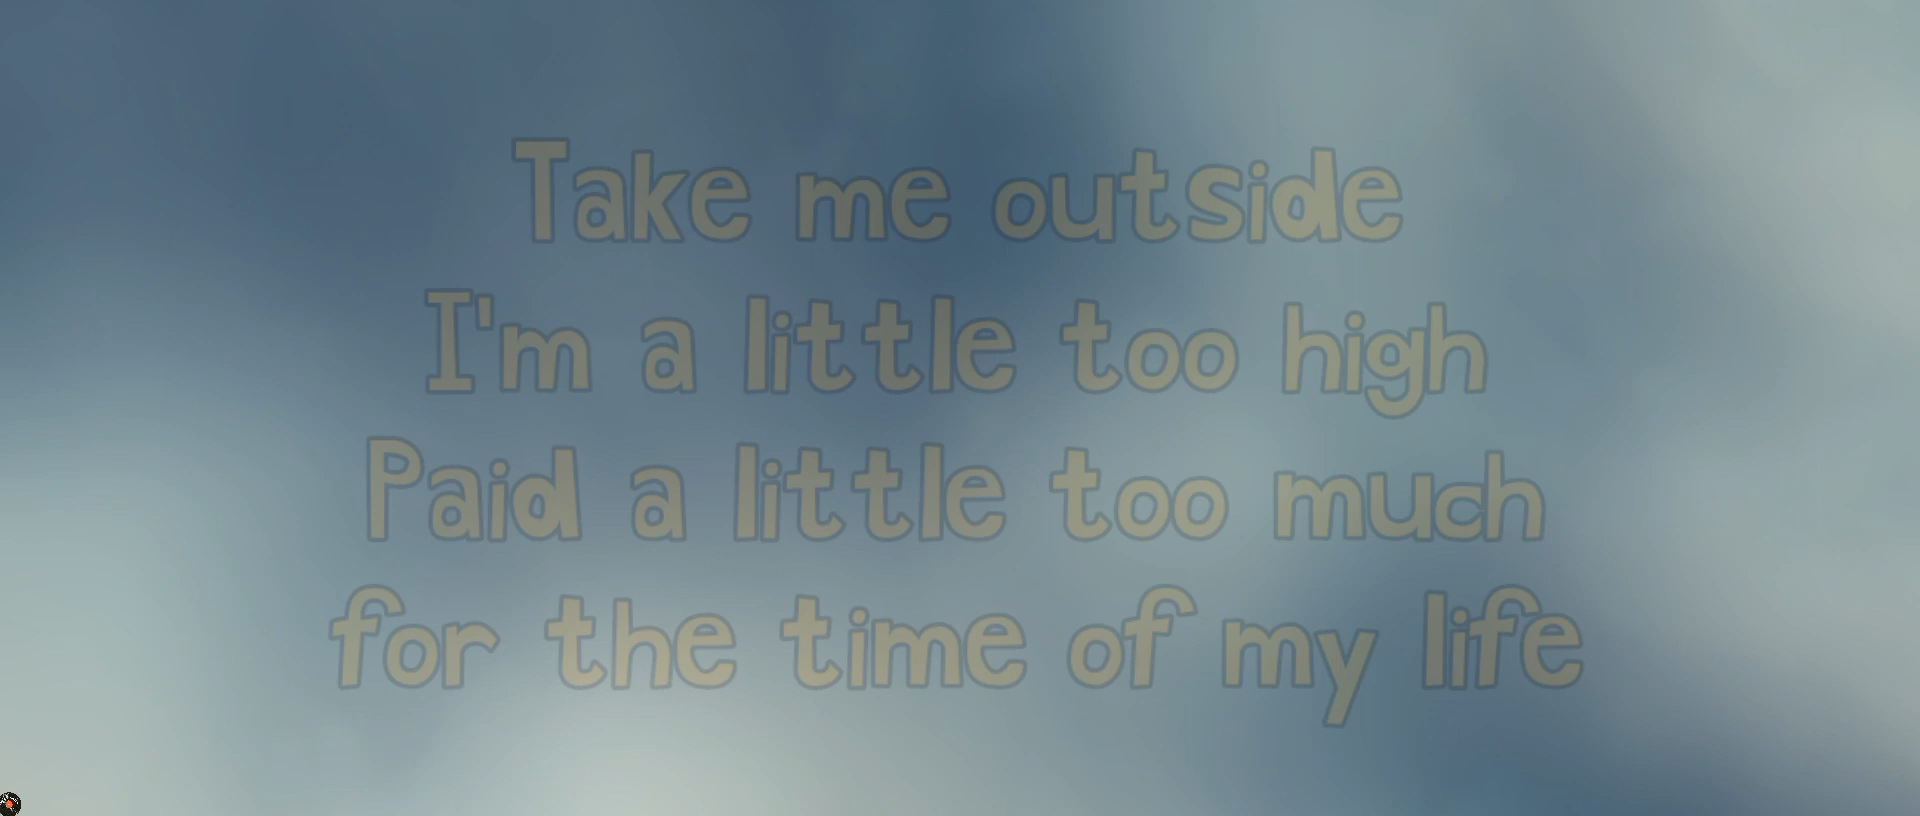 Take me outside
I'm a little too high
Paid a little too much
for the time of my life